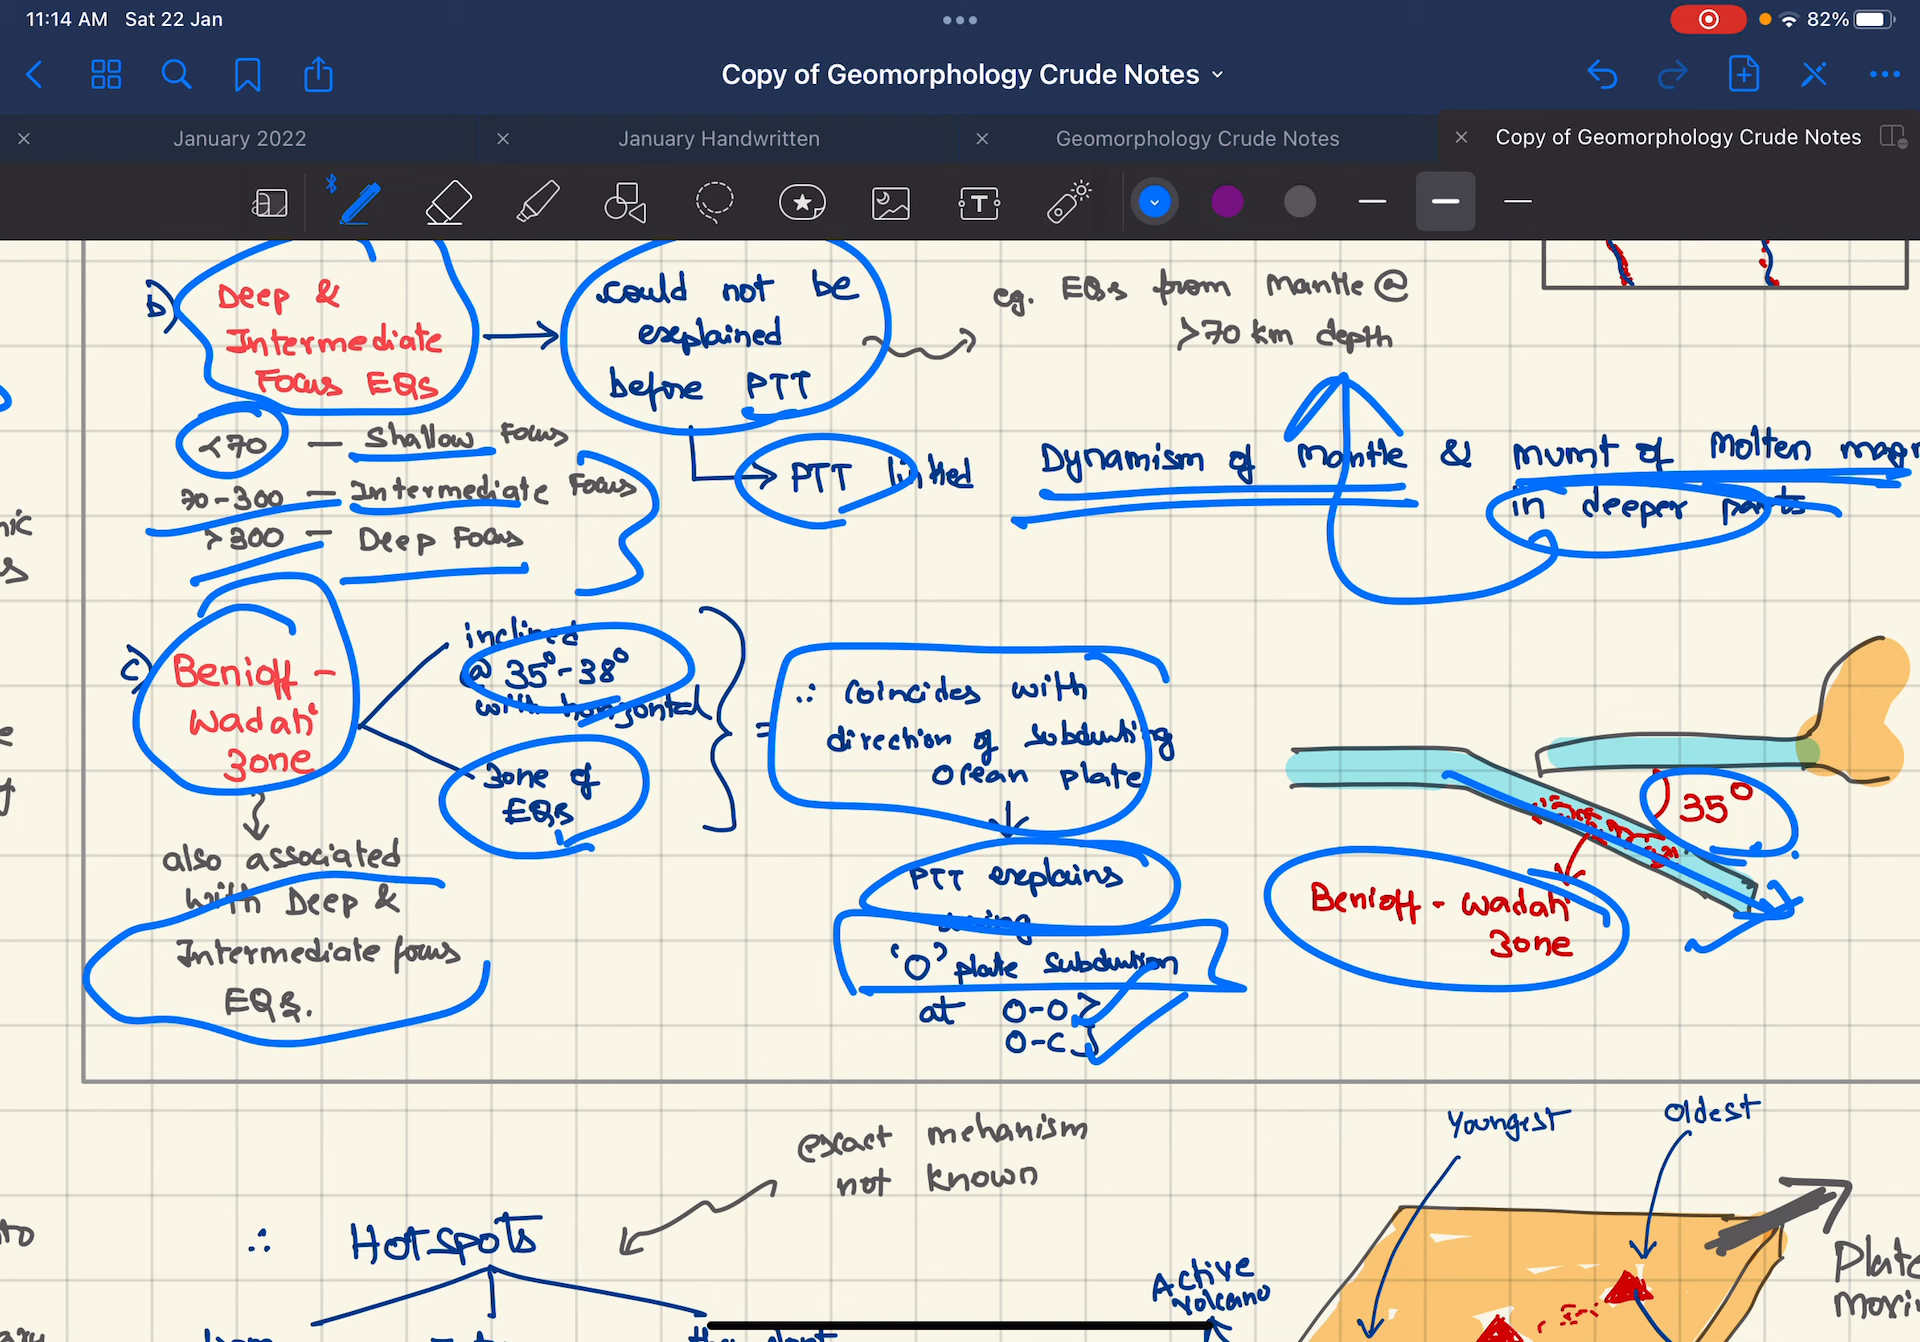 11:14 AM Sat 22 Jan
82%
Copy of Geomorphology Crude Notes
January 2022
January Handwritten
Geomorphology Crude Notes
Copy of Geomorphology Crude Notes
b) Deep &
Intermediate
Focus EQs
could not be
explained
before PTT
eg. EQs from Mantle @
>70 km depth
<70 — Shallow Focus
70-300 — Intermediate Focus
>300 — Deep Focus
PTT linked
Dynamism of Mantle & mvmt of Molten magm
in deeper parts
c) Benioff -
Wadati
Zone
inclined
@ 35°-38°
with horizontal
Zone of
EQs
=
∴ coincides with
direction of subducting
Ocean plate
PTT explains
using
'O' plate Subduction
at O-O
O-C
also associated
with Deep &
Intermediate focus
EQs.
35°
Benioff - Wadati
Zone
exact mehanism
not known
∴ Hotspots
Youngest
Oldest
Active
volcano
Plate
movin